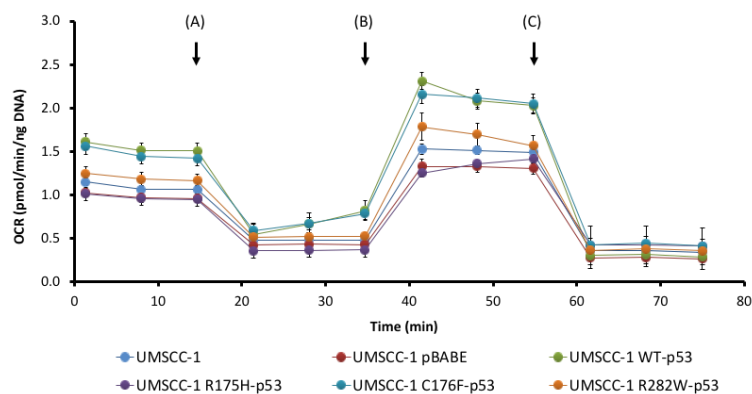 (A) (B) (C)
3.0
2.5
2.0
1.5
1.0
0.5
0.0
OCR (pmol/min/ng DNA)
0 10 20 30 40 50 60 70 80
Time (min)
UMSCC-1 UMSCC-1 pBABE UMSCC-1 WT-p53
UMSCC-1 R175H-p53 UMSCC-1 C176F-p53 UMSCC-1 R282W-p53